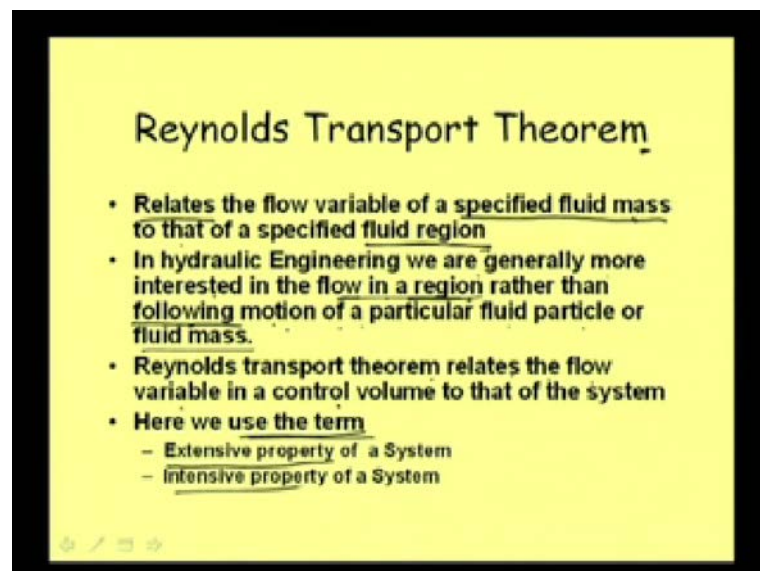 Reynolds Transport Theorem
• Relates the flow variable of a specified fluid mass
to that of a specified fluid region
• In hydraulic Engineering we are generally more
interested in the flow in a region rather than
following motion of a particular fluid particle or
fluid mass.
• Reynolds transport theorem relates the flow
variable in a control volume to that of the system
• Here we use the term
– Extensive property of a System
– Intensive property of a System